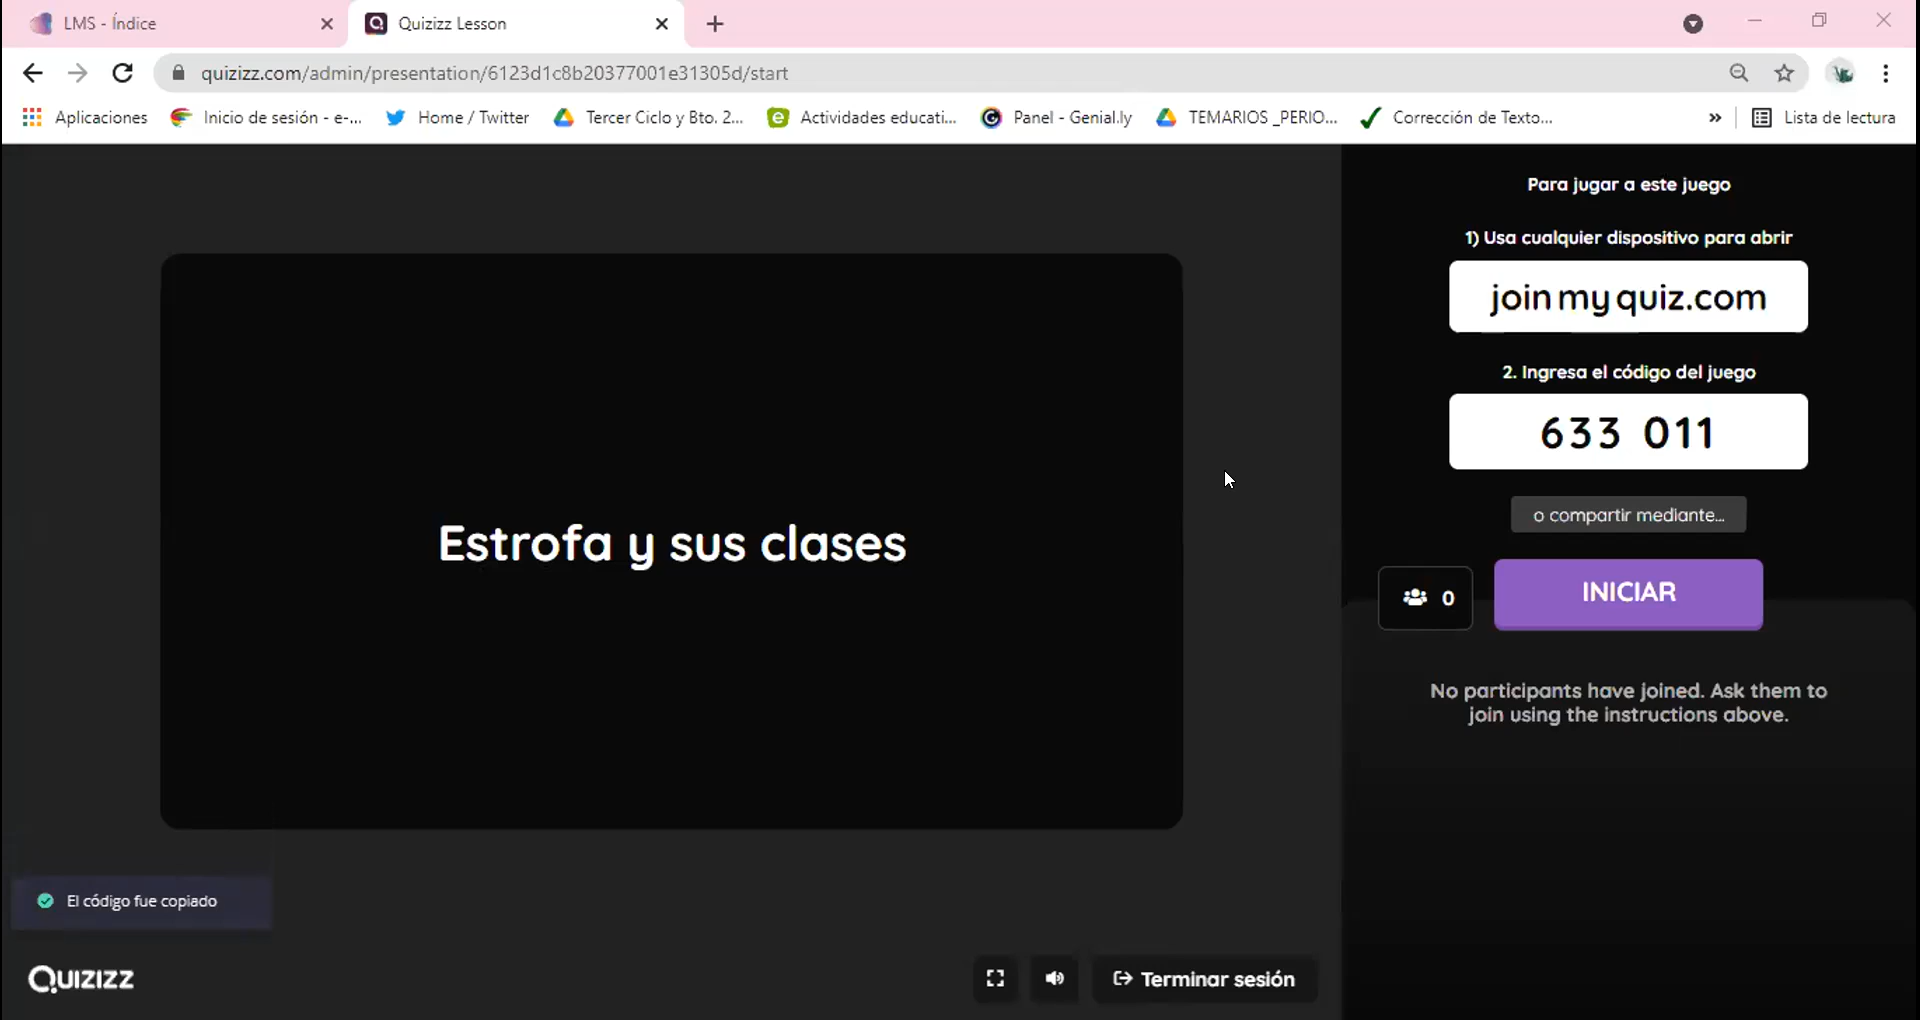 LMS - Índice
Quizizz Lesson
quizizz.com/admin/presentation/6123d1c8b20377001e31305d/start
Aplicaciones
Inicio de sesión - e-...
Home / Twitter
Tercer Ciclo y Bto. 2...
Actividades educati...
Panel - Genial.ly
TEMARIOS _PERIO...
Corrección de Texto...
»
Lista de lectura
Para jugar a este juego
1) Usa cualquier dispositivo para abrir
joinmyquiz.com
2. Ingresa el código del juego
633 011
o compartir mediante...
0
INICIAR
No participants have joined. Ask them to
join using the instructions above.
Estrofa y sus clases
El código fue copiado
Quizizz
Terminar sesión